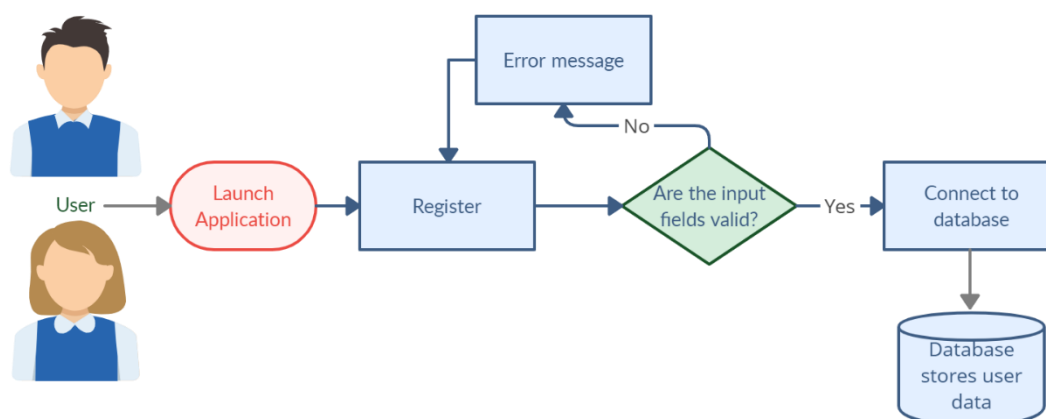 Error message
No
User
Launch
Application
Register
Are the input
fields valid?
Yes
Connect to
database
Database
stores user
data